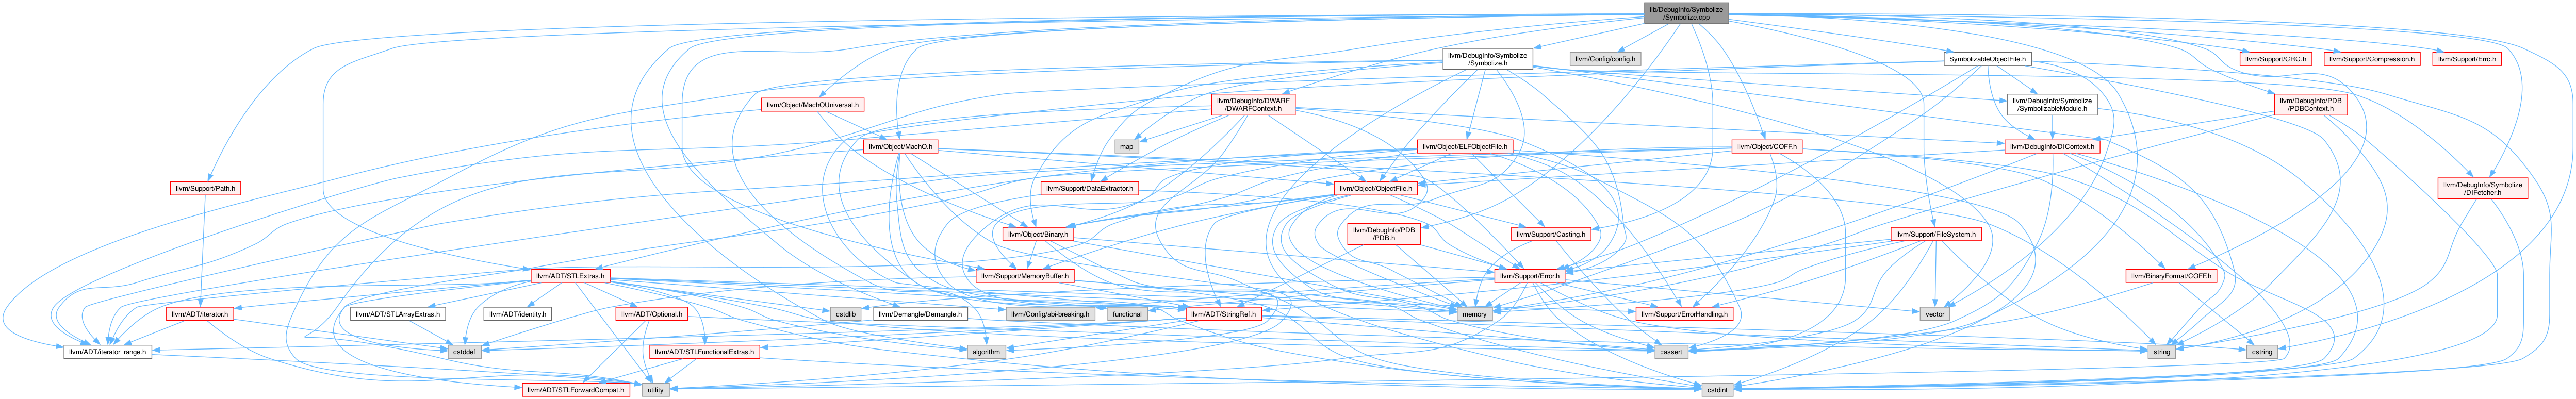 lib/DebugInfo/Symbolize
/Symbolize.cpp
llvm/DebugInfo/Symbolize
/Symbolize.h
llvm/Config/config.h
SymbolizableObjectFile.h
llvm/Support/CRC.h
llvm/Support/Compression.h
llvm/Support/Errc.h
llvm/Object/MachOUniversal.h
llvm/DebugInfo/DWARF
/DWARFContext.h
llvm/DebugInfo/Symbolize
/SymbolizableModule.h
llvm/DebugInfo/PDB
/PDBContext.h
map
llvm/Object/MachO.h
llvm/Object/ELFObjectFile.h
llvm/Object/COFF.h
llvm/DebugInfo/DIContext.h
llvm/Support/Path.h
llvm/Support/DataExtractor.h
llvm/Object/ObjectFile.h
llvm/DebugInfo/Symbolize
/DIFetcher.h
llvm/Object/Binary.h
llvm/DebugInfo/PDB
/PDB.h
llvm/Support/Casting.h
llvm/Support/FileSystem.h
llvm/ADT/STLExtras.h
llvm/Support/MemoryBuffer.h
llvm/Support/Error.h
llvm/BinaryFormat/COFF.h
llvm/ADT/iterator.h
llvm/ADT/STLArrayExtras.h
llvm/ADT/identity.h
llvm/ADT/Optional.h
cstdlib
llvm/Demangle/Demangle.h
llvm/Config/abi-breaking.h
functional
llvm/ADT/StringRef.h
memory
llvm/Support/ErrorHandling.h
vector
llvm/ADT/iterator_range.h
cstddef
llvm/ADT/STLFunctionalExtras.h
algorithm
cassert
string
cstring
llvm/ADT/STLForwardCompat.h
utility
cstdint